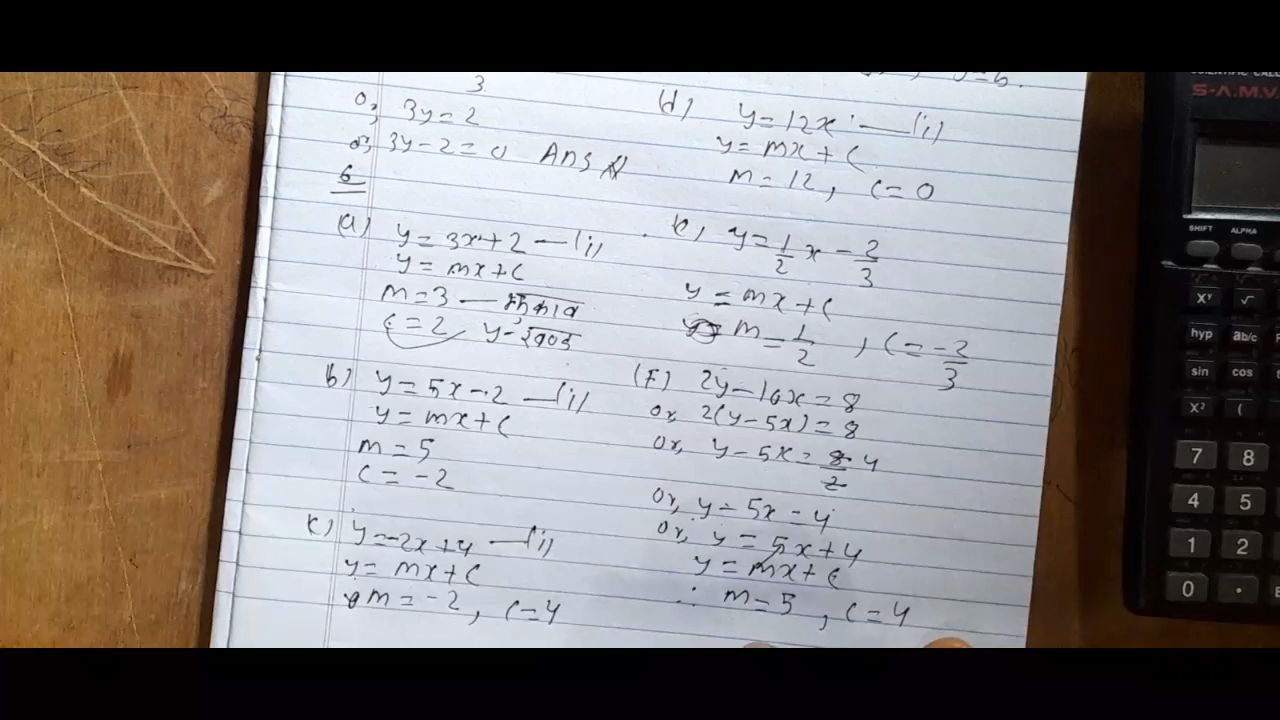 3
or, 3y = 2
or, 3y - 2 = 0 Ans
6
(a) y = 3x + 2 —(i)
y = mx + c
m = 3 —
c = 2 y-
b) y = 5x - 2 —(i)
y = mx + c
m = 5
c = -2
c) y = -2x + 4 —(i)
y = mx + c
m = -2, c = 4
y = 6.
(d) y = 12x —(i)
y = mx + c
m = 12, c = 0
y = 1/2 x - 2/3
y = mx + c
m = 1/2, c = -2/3
(F) 2y - 10x = 8
or, 2(y - 5x) = 8
or, y - 5x = 8/2 4
or, y - 5x = 4
or, y = 5x + 4
y = mx + c
∴ m = 5, c = 4
S-A.M.V
SHIFT ALPHA
X^Y √
hyp ab/c
sin cos
X² (
7 8
4 5
1 2
0 ·